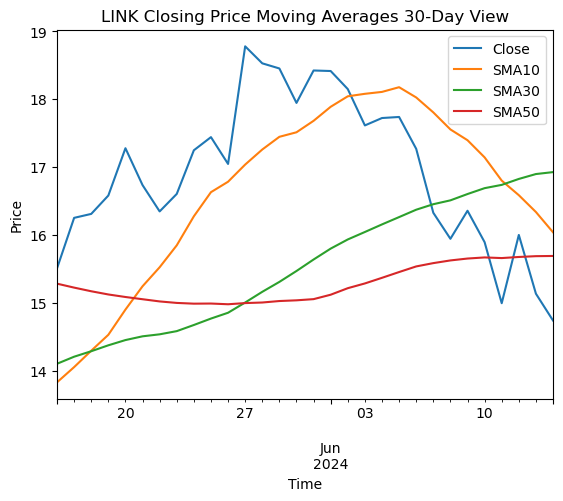 LINK Closing Price Moving Averages 30-Day View
Close
SMA10
SMA30
SMA50
Price
19
18
17
16
15
14
20
27
03
10
Jun
2024
Time